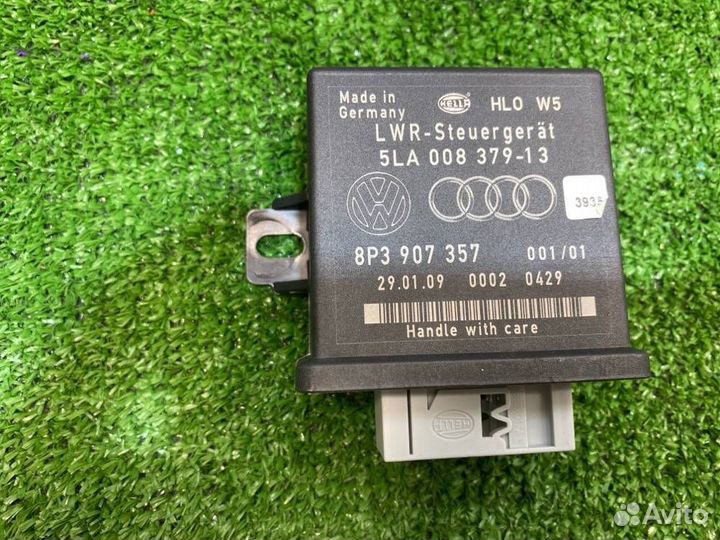 Made in
Germany
HELLA
HLO W5
LWR-Steuergerät
5LA 008 379-13
3935
8P3 907 357 001/01
29.01.09 0002 0429
Handle with care
HELLA
Avito